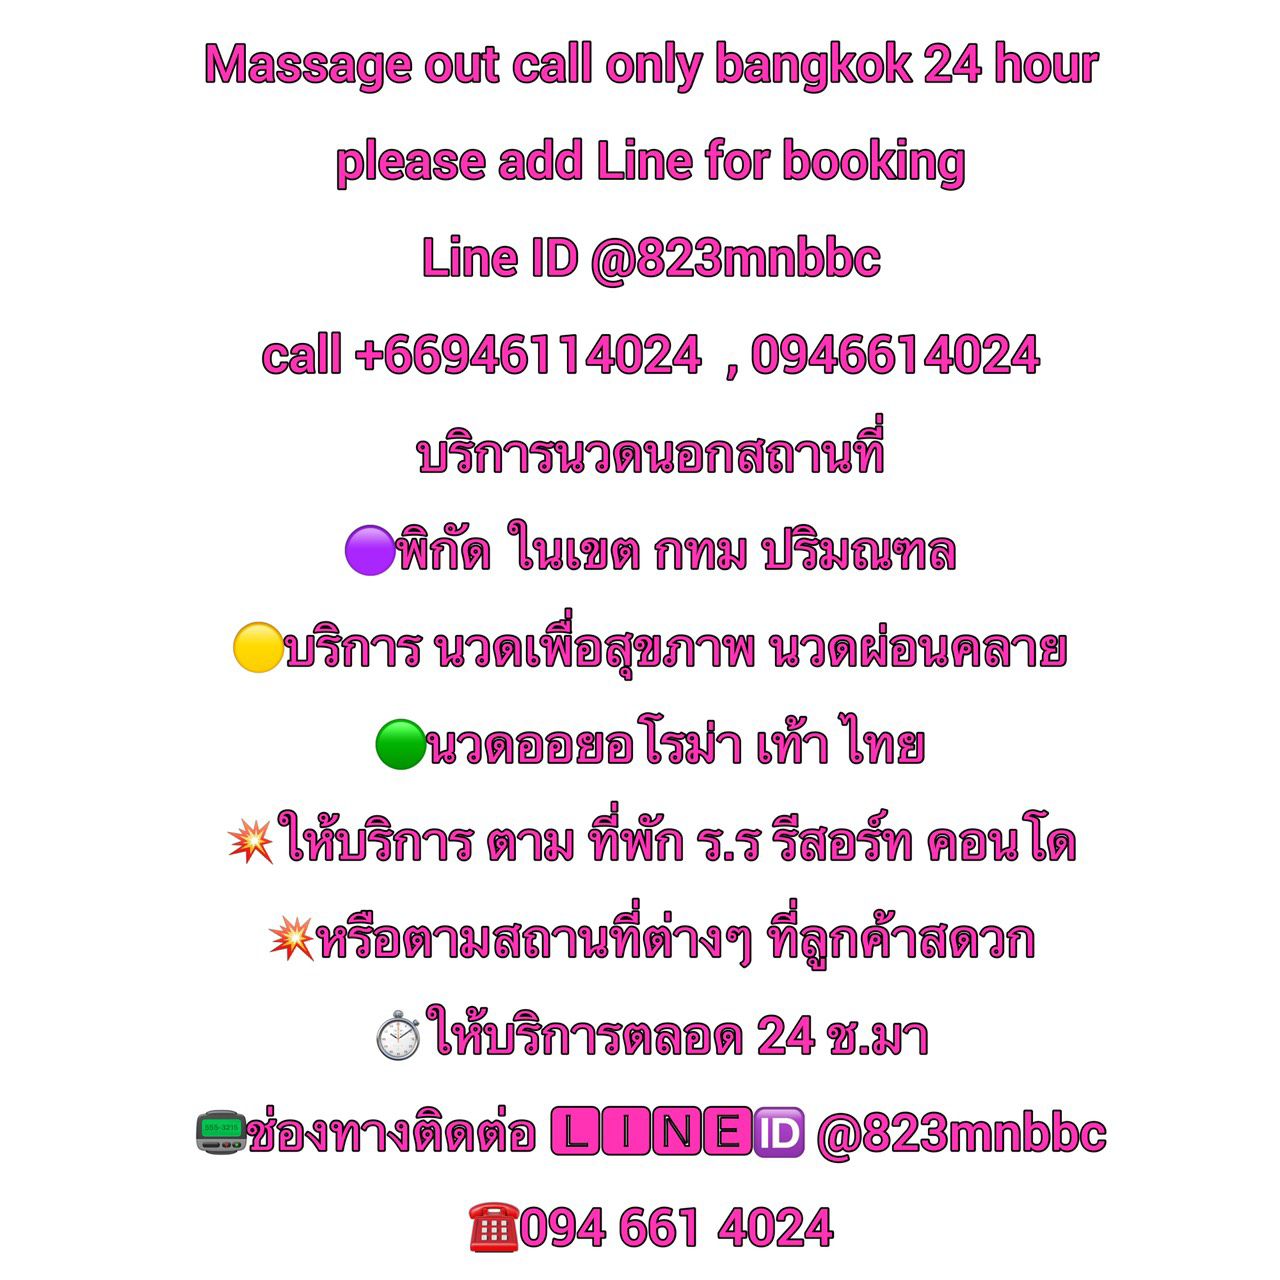 Massage out call only bangkok 24 hour
please add Line for booking
Line ID @823mnbbc
call +66946114024 , 0946614024
บริการนวดนอกสถานที่
🟣พิกัด ในเขต กทม ปริมณฑล
🟡บริการ นวดเพื่อสุขภาพ นวดผ่อนคลาย
🟢นวดออยอโรม่า เท้า ไทย
💥ให้บริการ ตาม ที่พัก ร.ร รีสอร์ท คอนโด
💥หรือตามสถานที่ต่างๆ ที่ลูกค้าสดวก
⏱️ให้บริการตลอด 24 ช.มา
📟ช่องทางติดต่อ 🅻🅸🅽🅴🆔 @823mnbbc
☎️094 661 4024